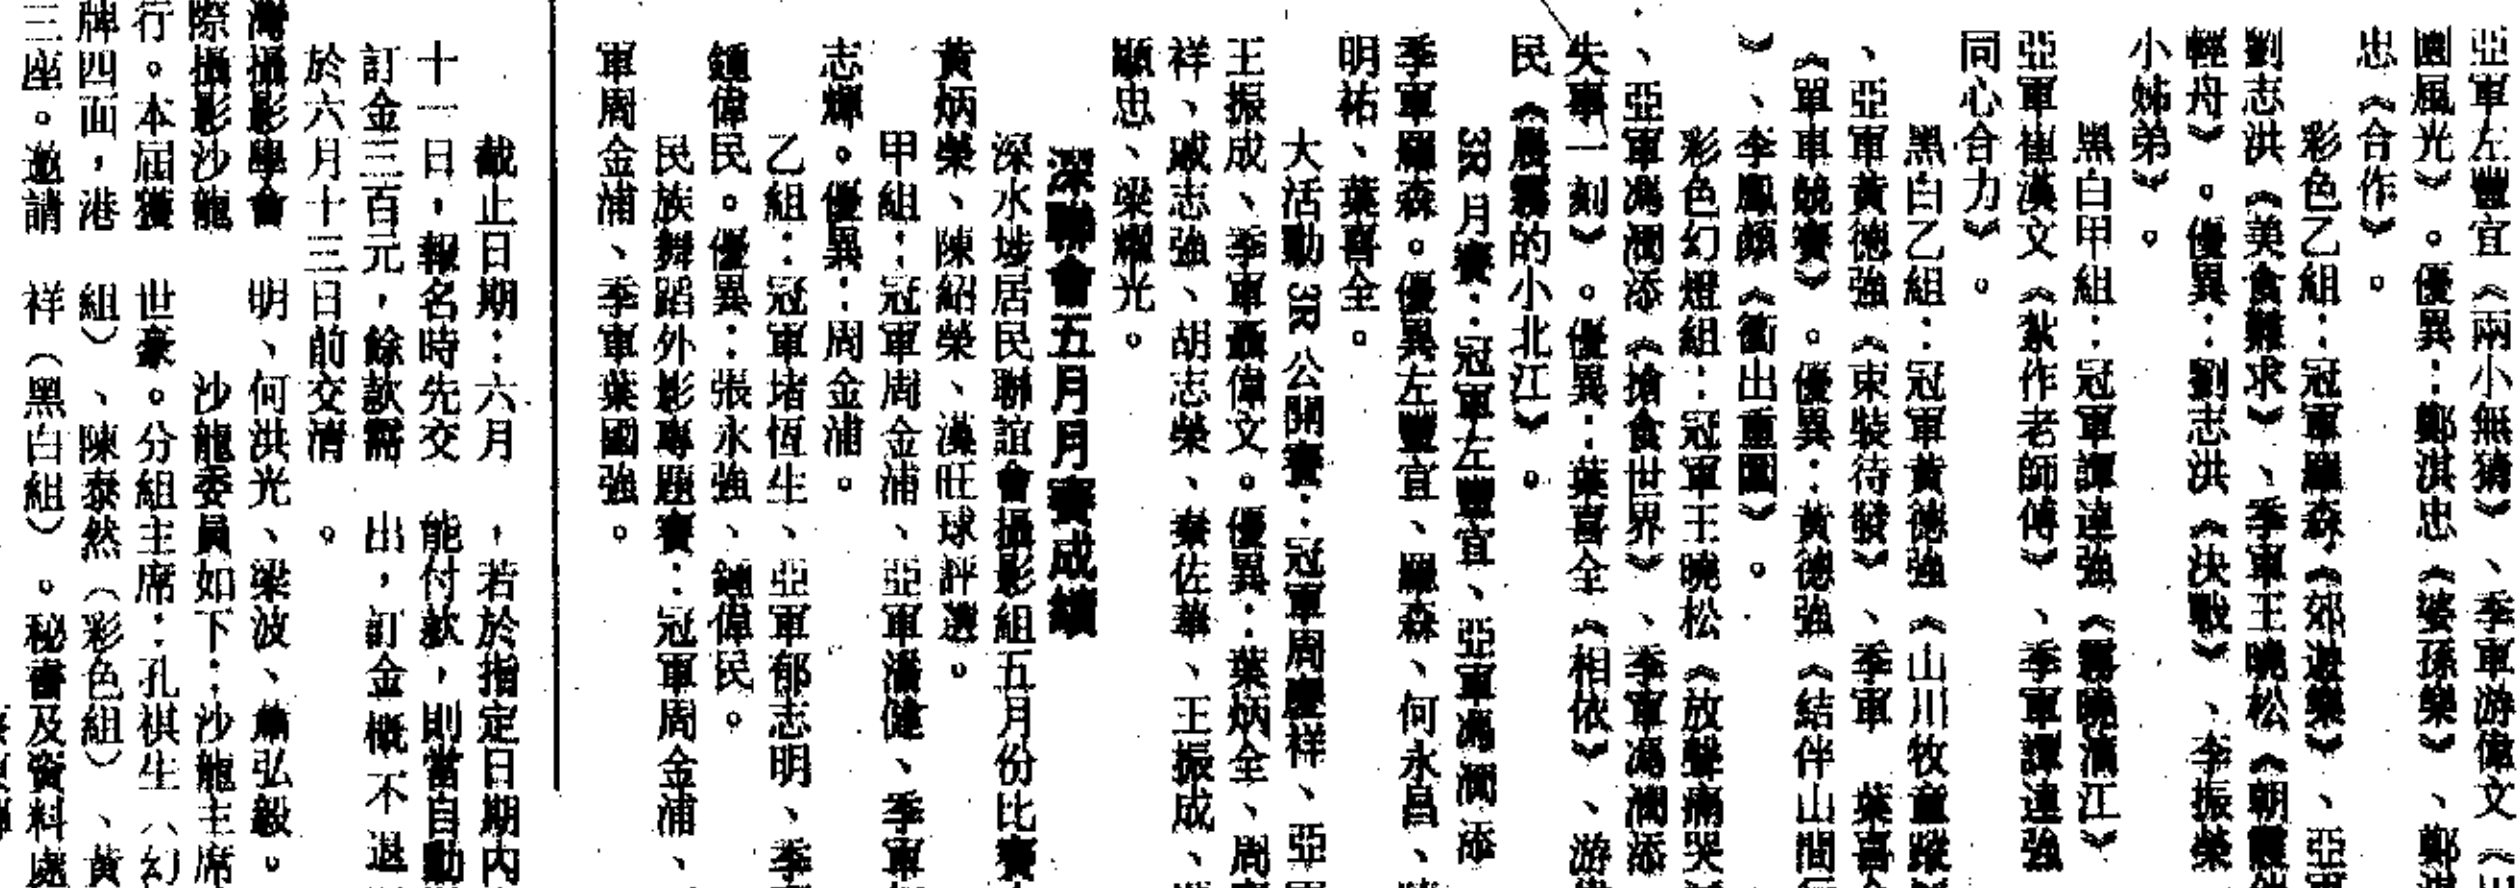 亞軍左豐宜《兩小無猜》、季軍游偉文《
園風光》。優異：鄭淇忠《婆孫樂》、鄭淇
忠《合作》。
彩色乙組：冠軍羅森《郊遊樂》、亞軍
劉志洪《美食難求》、季軍王曉松《朝霞
輕舟》。優異：劉志洪《決戰》、李振榮
小姊弟》。
黑白甲組：冠軍譚連強《霧曉漓江》
亞軍崔漢文《紮作老師傅》、季軍譚連強
同心合力》。
黑白乙組：冠軍黃德強《山川牧童蹤
、亞軍黃德強《束裝待發》、季軍葉喜全
《單車競賽》。優異：黃德強《結伴山間
》、李鳳顏《衝出重圍》。
彩色幻燈組：冠軍王曉松《放聲痛哭
、亞軍馮潤添《搶食世界》、季軍馮潤添
失事一刻》。優異：葉喜全《相依》、游偉
民《晨霧的小北江》。
3R月賽：冠軍左豐宜、亞軍馮潤添
季軍羅森。優異左豐宜、羅森、何永昌、
明祐、葉喜全。
大活動3R公開賽：冠軍周慶祥、亞軍
王振成、季軍聶偉文。優異：葉炳全、周
祥、戚志強、胡志榮、秦佐華、王振成、
顯忠、梁耀光。
深聯會五月月賽成績
深水埗居民聯誼會攝影組五月份比賽
黃炳榮、陳紹榮、漢旺球評選。
甲組：冠軍周金浦、亞軍潘健、季軍
志輝。優異：周金浦。
乙組：冠軍堵恆生、亞軍郁志明、季
鍾偉民。優異：張永強、鍾偉民。
民族舞蹈外影專題賽：冠軍周金浦、
軍周金浦、季軍葉國強。
截止日期：六月
十一日，報名時先交
訂金三百元，餘款需
於六月十三日前交清
，若於指定日期內
能付款，則當自動
出，訂金概不退
。
灣攝影學會
際攝影沙龍
行。本屆獲
牌四面，港
三座。邀請
明、何洪光、梁波、蕭弘毅。
沙龍委員如下：沙龍主席
世豪。分組主席：孔祺生（幻
組）、陳泰然（彩色組）、黃
祥（黑白組）。秘書及資料處